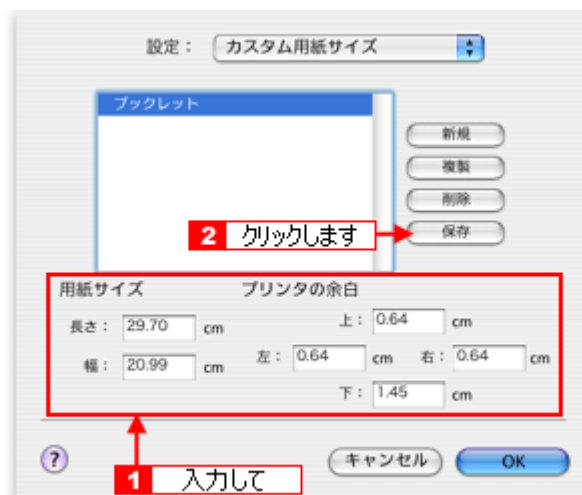 設定： カスタム用紙サイズ
ブックレット
新規
複製
削除
保存
2 クリックします
用紙サイズ プリンタの余白
長さ： 29.70 cm
幅： 20.99 cm
上： 0.64 cm
左： 0.64 cm 右： 0.64 cm
下： 1.45 cm
? キャンセル OK
1 入力して